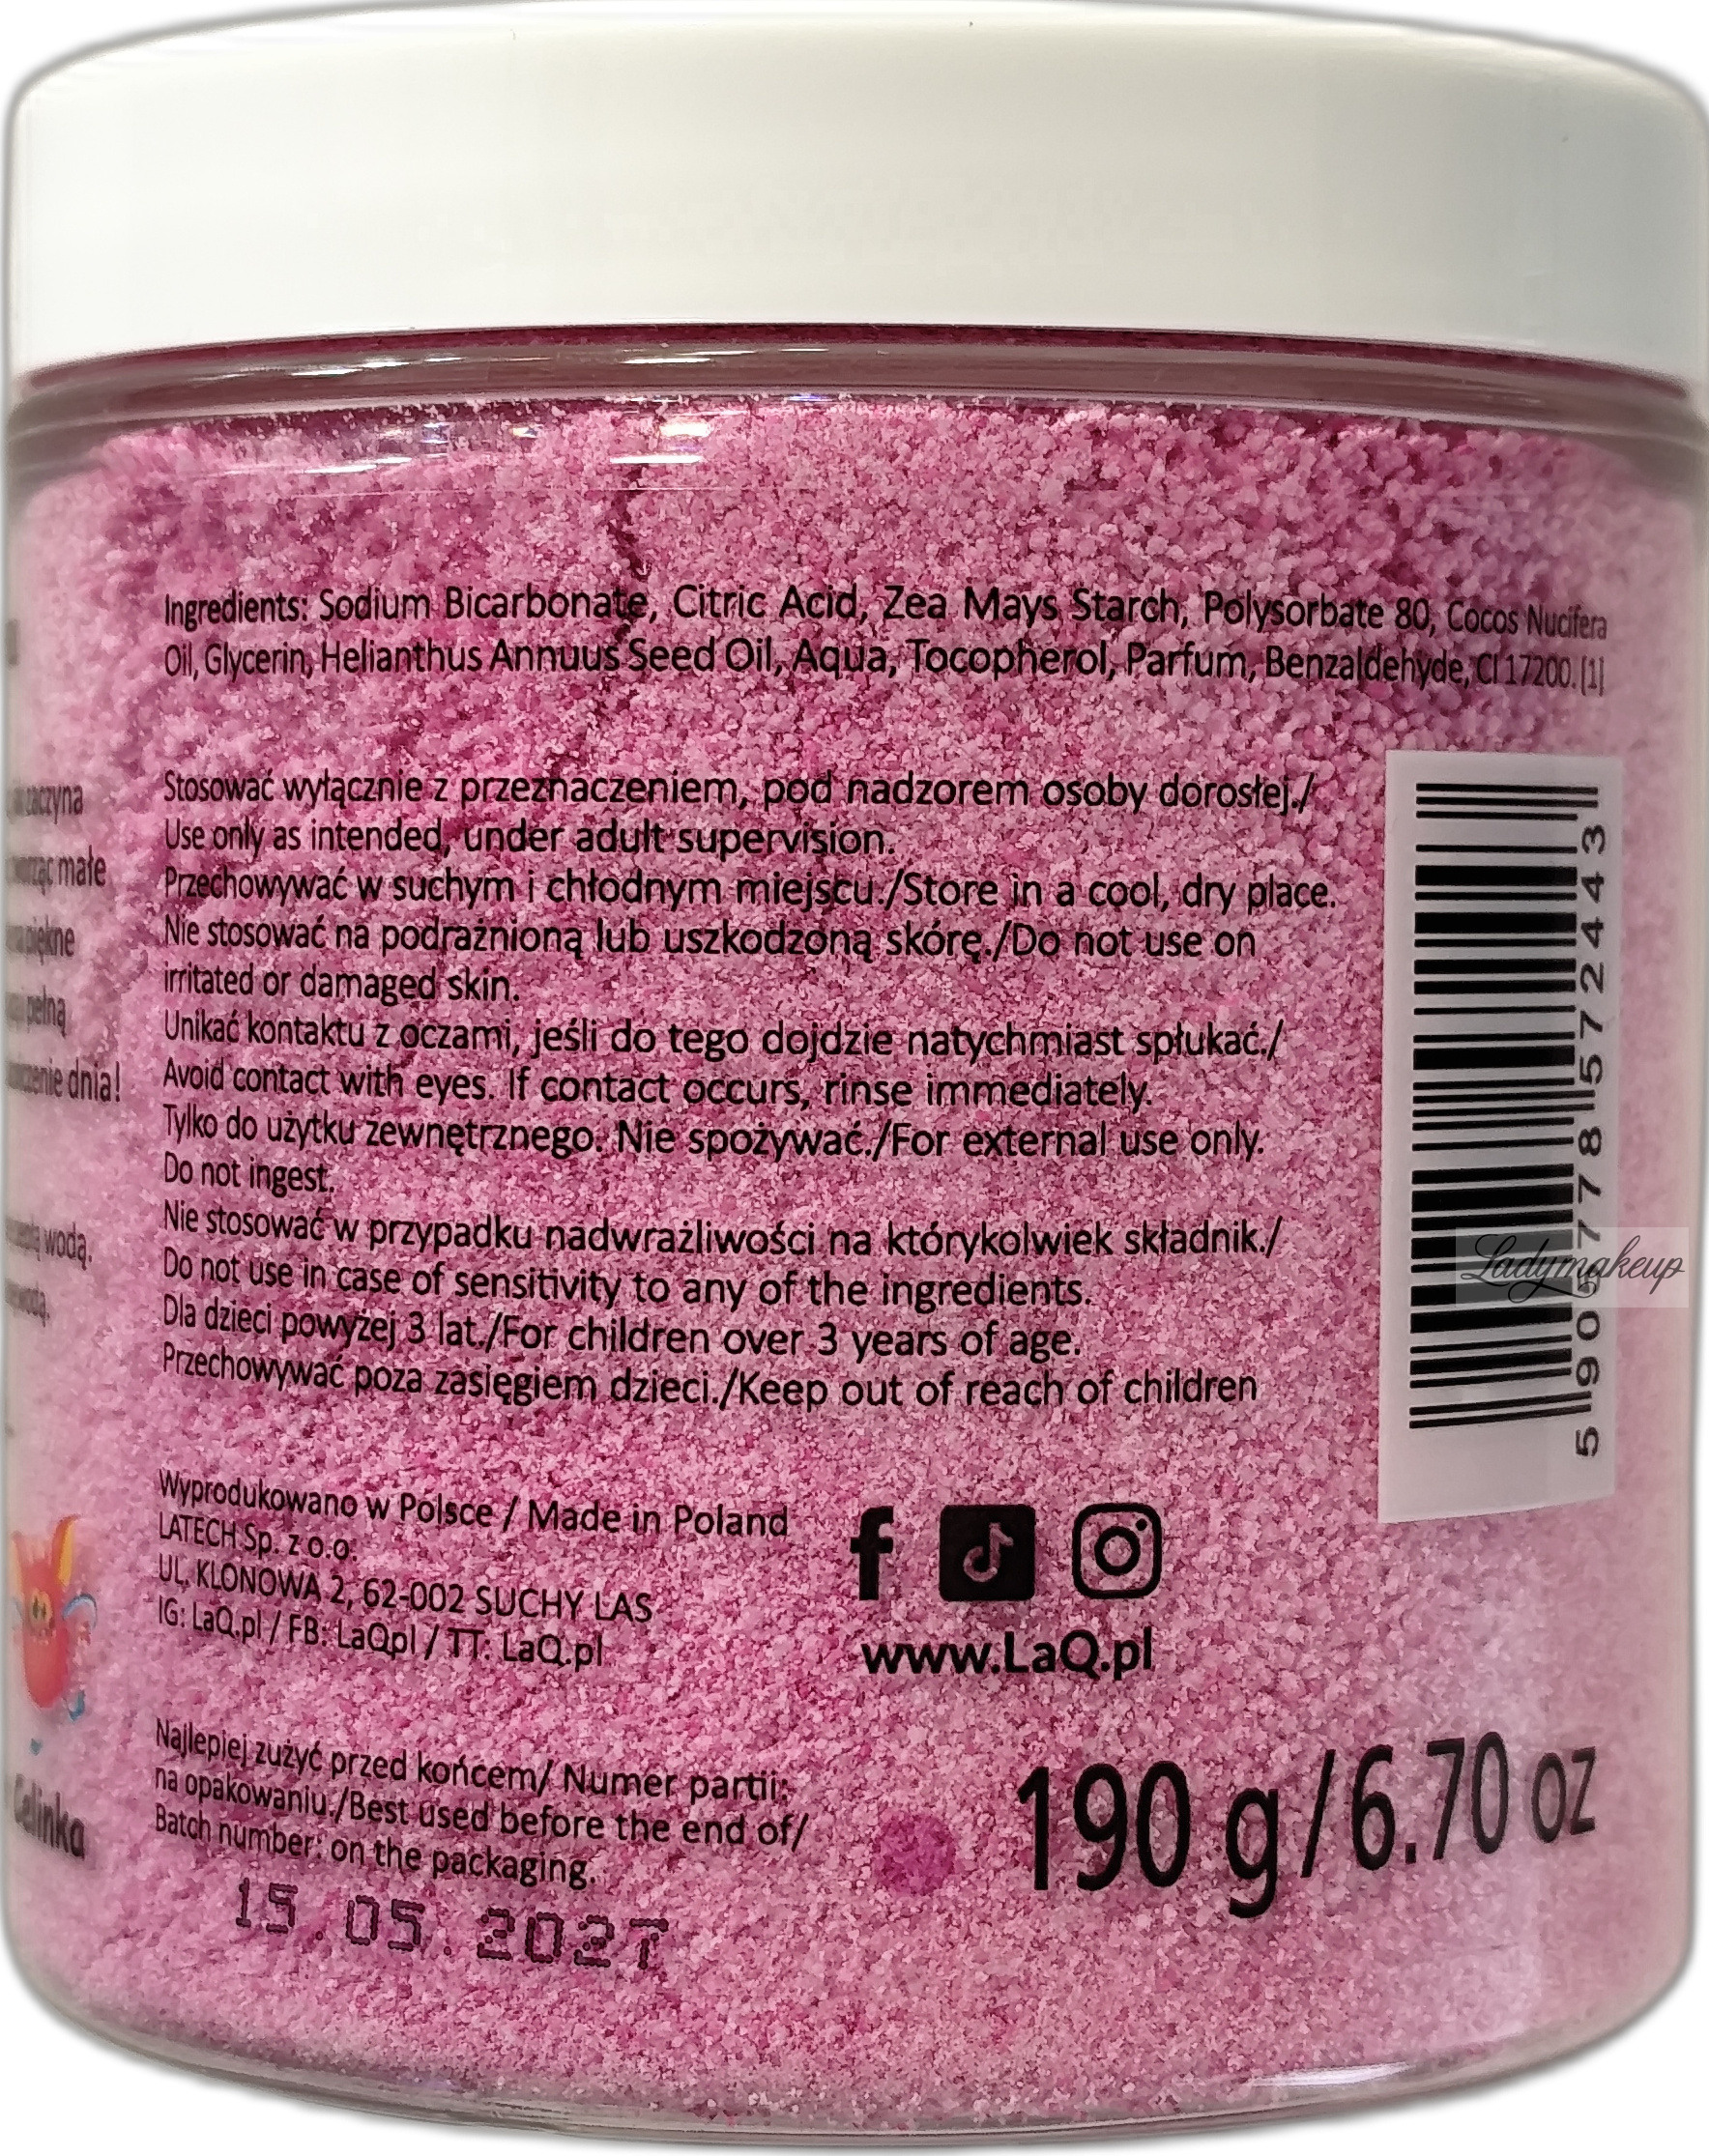 Ingredients: Sodium Bicarbonate, Citric Acid, Zea Mays Starch, Polysorbate 80, Cocos Nucifera
Oil, Glycerin, Helianthus Annuus Seed Oil, Aqua, Tocopherol, Parfum, Benzaldehyde, CI 17200. [1]
Stosować wyłącznie z przeznaczeniem, pod nadzorem osoby dorosłej./
Use only as intended, under adult supervision.
Przechowywać w suchym i chłodnym miejscu./Store in a cool, dry place.
Nie stosować na podrażnioną lub uszkodzoną skórę./Do not use on
irritated or damaged skin.
Unikać kontaktu z oczami, jeśli do tego dojdzie natychmiast spłukać./
Avoid contact with eyes. If contact occurs, rinse immediately.
Tylko do użytku zewnętrznego. Nie spożywać./For external use only.
Do not ingest.
Nie stosować w przypadku nadwrażliwości na którykolwiek składnik./
Do not use in case of sensitivity to any of the ingredients.
Dla dzieci powyżej 3 lat./For children over 3 years of age.
Przechowywać poza zasięgiem dzieci./Keep out of reach of children
Wyprodukowano w Polsce / Made in Poland
LATECH Sp. z o.o.
UL. KLONOWA 2, 62-002 SUCHY LAS
IG: LaQ.pl / FB: LaQpl / TT: LaQ.pl
www.LaQ.pl
Najlepiej zużyć przed końcem/ Numer partii:
na opakowaniu./Best used before the end of/
Batch number: on the packaging.
15.05.2027
190 g/6.70 oz
5 905778 572443
Ladymakeup
zaczyna
małe
piękne
pełną
dnia!
wodą.
Celinka